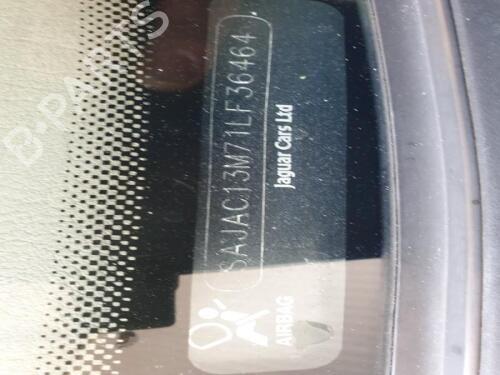 SAJAC13M71LF36464
Jaguar Cars Ltd
AIRBAG
B-PARTS